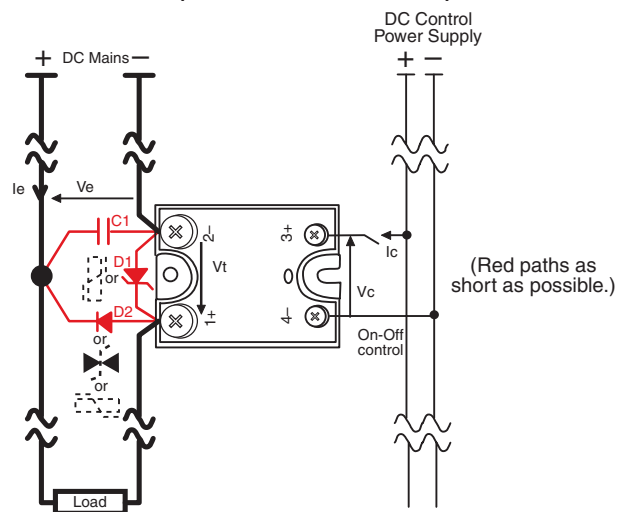 DC Control
Power Supply
+ DC Mains −
+ −
Ie
Ve
C1
2−
3+
Ic
D1
or
Vt
Vc
(Red paths as
short as possible.)
D2
1+
4−
On-Off
control
or
or
Load